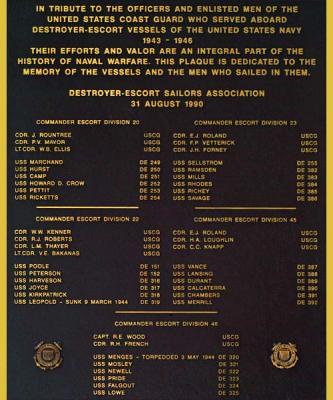 IN TRIBUTE TO THE OFFICERS AND ENLISTED MEN OF THE
UNITED STATES COAST GUARD WHO SERVED ABOARD
DESTROYER-ESCORT VESSELS OF THE UNITED STATES NAVY
1943 - 1946
THEIR EFFORTS AND VALOR ARE AN INTEGRAL PART OF THE
HISTORY OF NAVAL WARFARE. THIS PLAQUE IS DEDICATED TO THE
MEMORY OF THE VESSELS AND THE MEN WHO SAILED IN THEM.
DESTROYER-ESCORT SAILORS ASSOCIATION
31 AUGUST 1990
COMMANDER ESCORT DIVISION 20
CDR. J. ROUNTREE USCG
CDR. P.V. MAVOR USCG
LT.CDR. W.B. ELLIS USCG
USS MARCHAND DE 249
USS HURST DE 250
USS CAMP DE 251
USS HOWARD D. CROW DE 252
USS PETTIT DE 253
USS RICKETTS DE 254
COMMANDER ESCORT DIVISION 23
CDR. E.J. ROLAND USCG
CDR. F.P. VETTERICK USCG
CDR. J.H. FORNEY USCG
USS SELLSTROM DE 255
USS RAMSDEN DE 382
USS MILLS DE 383
USS RHODES DE 384
USS RICHEY DE 385
USS SAVAGE DE 386
COMMANDER ESCORT DIVISION 22
CDR. W.W. KENNER USCG
CDR. R.J. ROBERTS USCG
CDR. L.M. THAYER USCG
LT.CDR. V.E. BAKANAS USCG
USS POOLE DE 151
USS PETERSON DE 152
USS HARVESON DE 316
USS JOYCE DE 317
USS KIRKPATRICK DE 318
USS LEOPOLD - SUNK 9 MARCH 1944 DE 319
COMMANDER ESCORT DIVISION 45
CDR. E.J. ROLAND USCG
CDR. H.A. LOUGHLIN USCG
CDR. C.C. KNAPP USCG
USS VANCE DE 387
USS LANSING DE 388
USS DURANT DE 389
USS CALCATERRA DE 390
USS CHAMBERS DE 391
USS MERRILL DE 392
COMMANDER ESCORT DIVISION 46
CAPT. R.E. WOOD USCG
CDR. R.H. FRENCH USCG
USS MENGES - TORPEDOED 3 MAY 1944 DE 320
USS MOSLEY DE 321
USS NEWELL DE 322
USS PRIDE DE 323
USS FALGOUT DE 324
USS LOWE DE 325